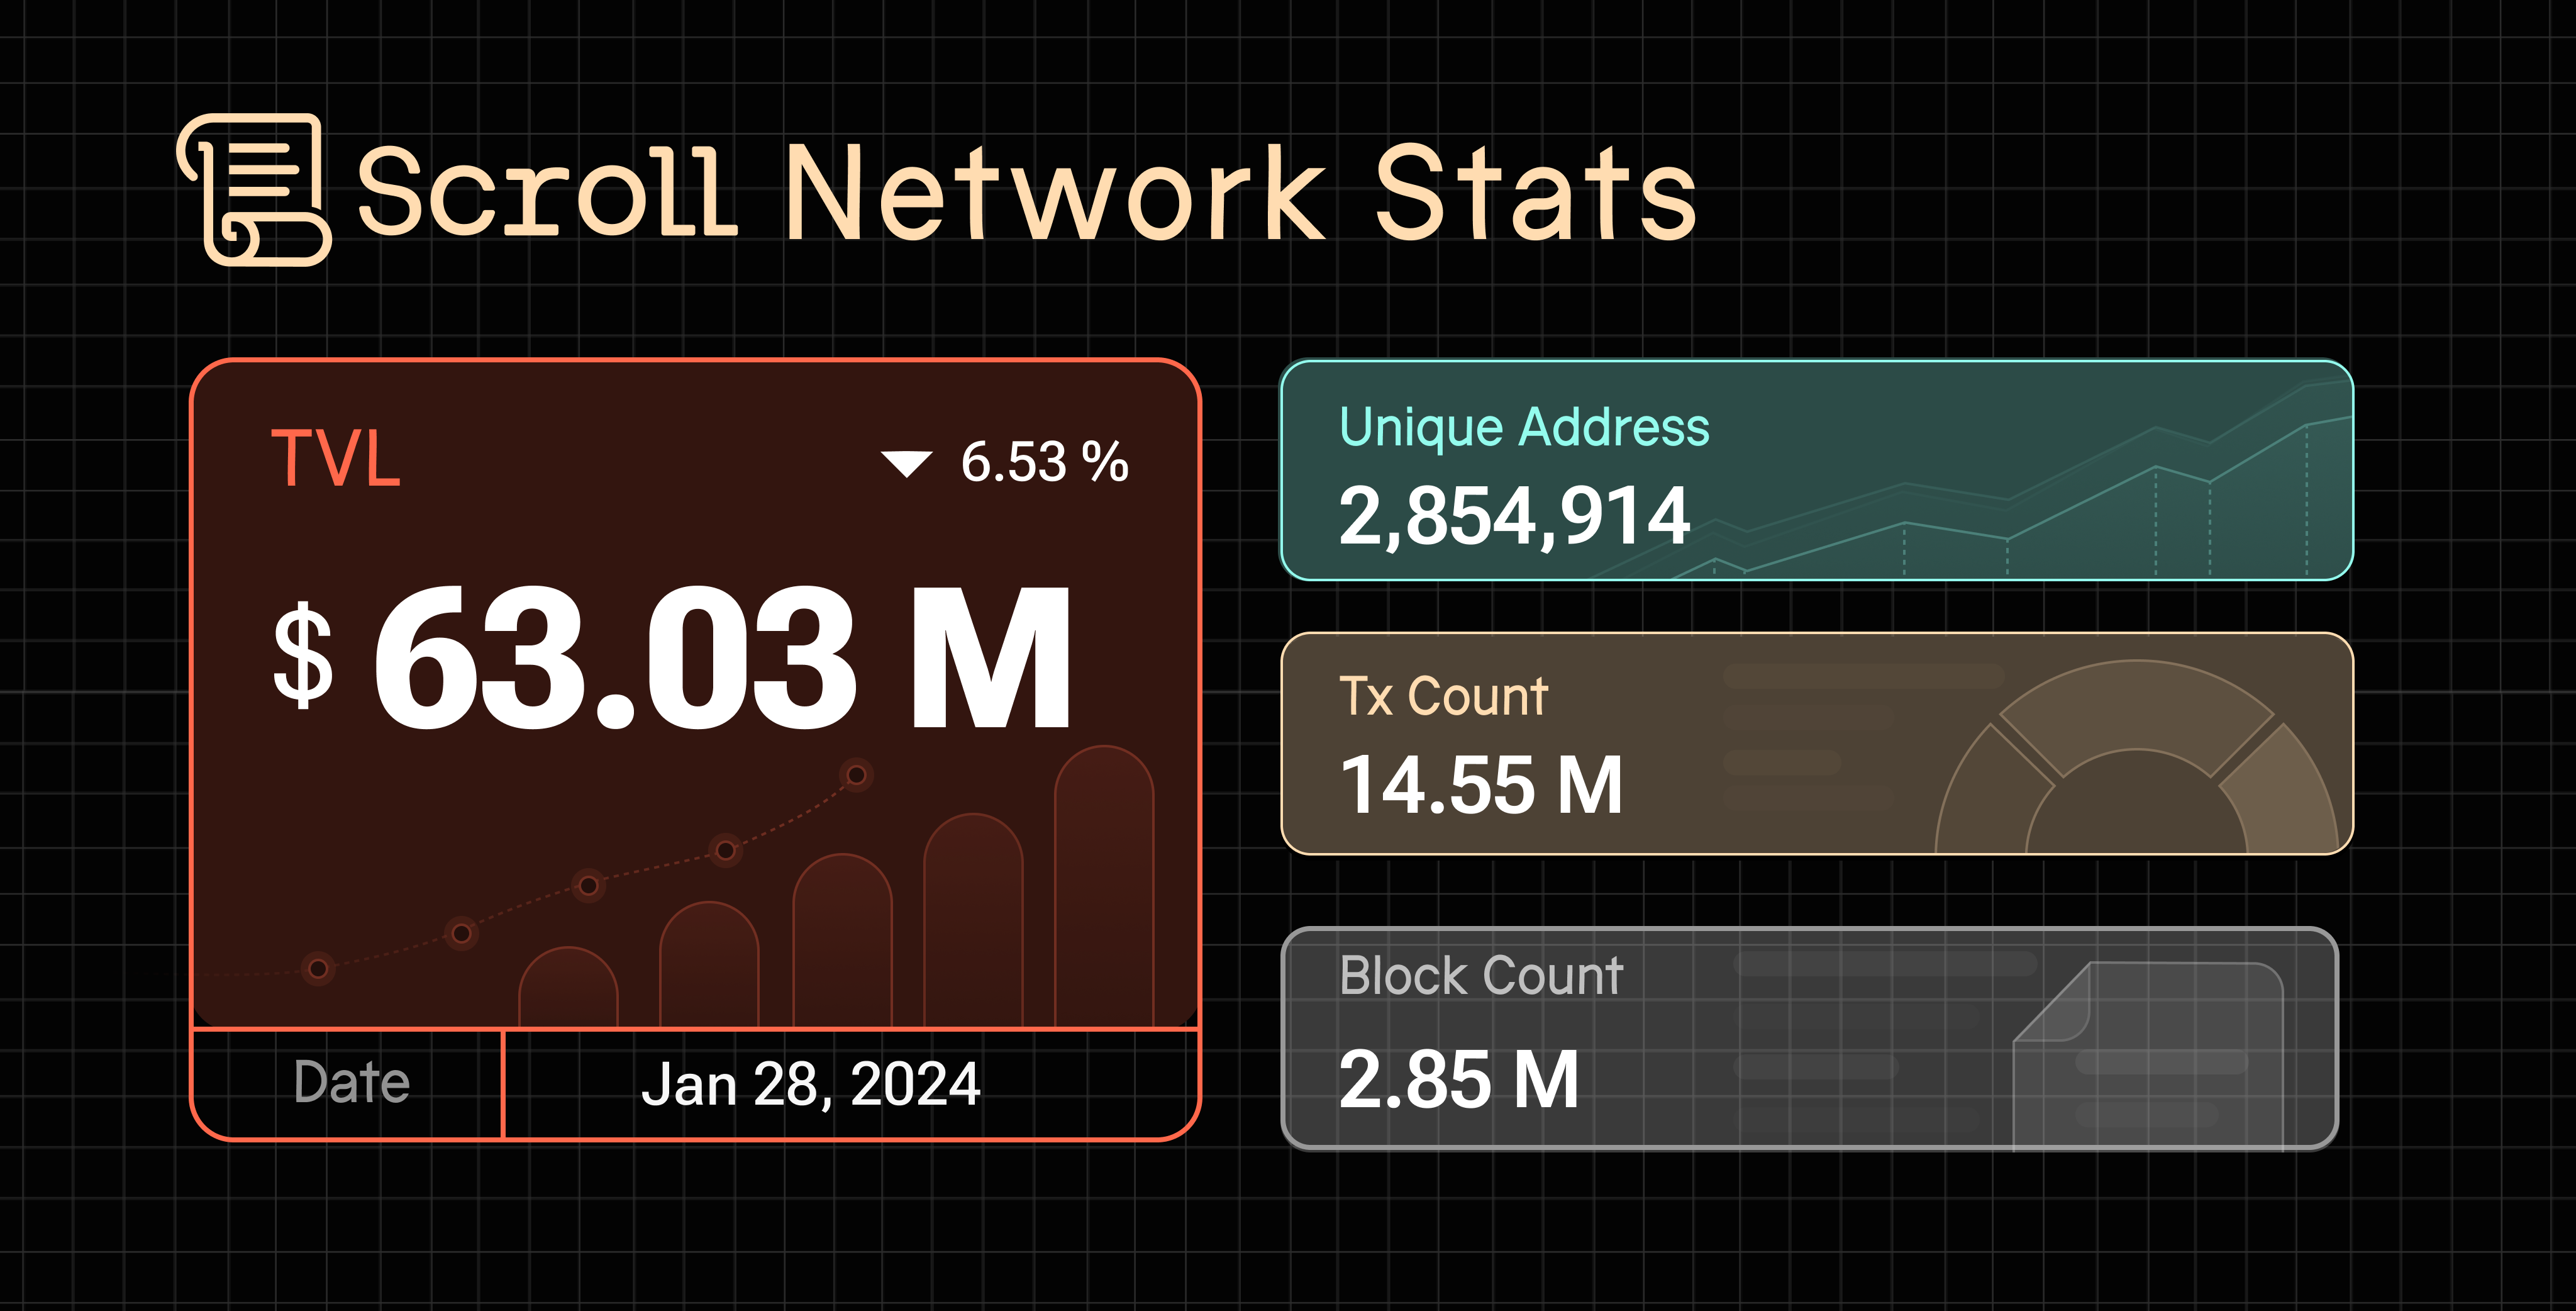 Scroll Network Stats
TVL
6.53 %
$ 63.03 M
Date
Jan 28, 2024
Unique Address
2,854,914
Tx Count
14.55 M
Block Count
2.85 M